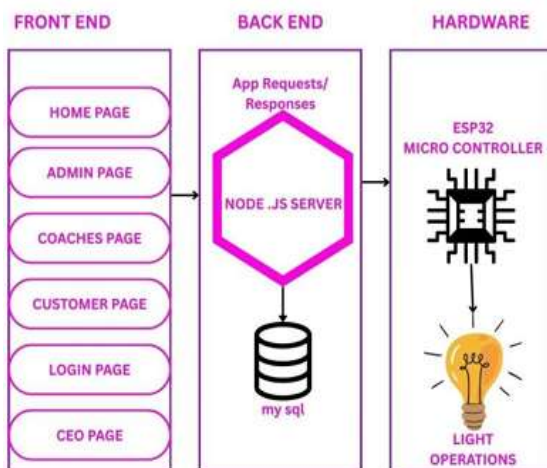 FRONT END
HOME PAGE
ADMIN PAGE
COACHES PAGE
CUSTOMER PAGE
LOGIN PAGE
CEO PAGE
BACK END
App Requests/
Responses
NODE .JS SERVER
my sql
HARDWARE
ESP32
MICRO CONTROLLER
LIGHT
OPERATIONS